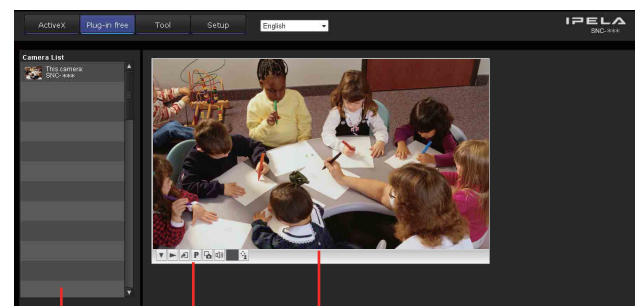 ActiveX Plug-in free Tool Setup English IPELA
SNC-***
Camera List
This camera:
SNC-***
P